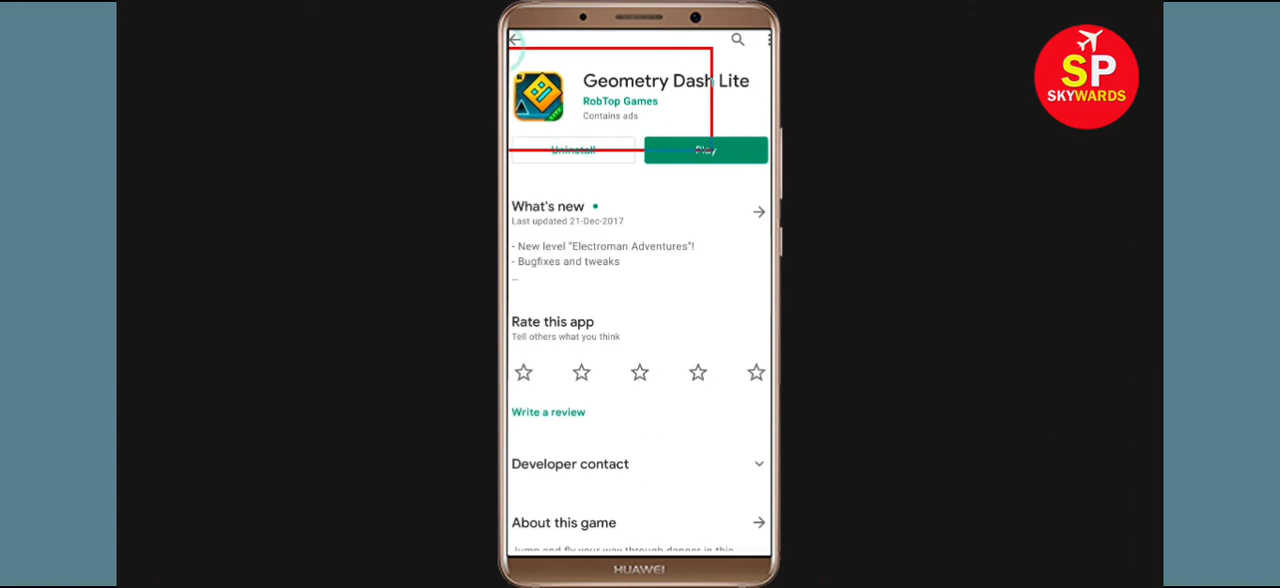 SP
SKYWARDS
Geometry Dash Lite
RobTop Games
Contains ads
Uninstall
Play
What's new
Last updated 21-Dec-2017
- New level "Electroman Adventures"!
- Bugfixes and tweaks
...
Rate this app
Tell others what you think
Write a review
Developer contact
About this game
Jump and fly your way through danger in this
HUAWEI